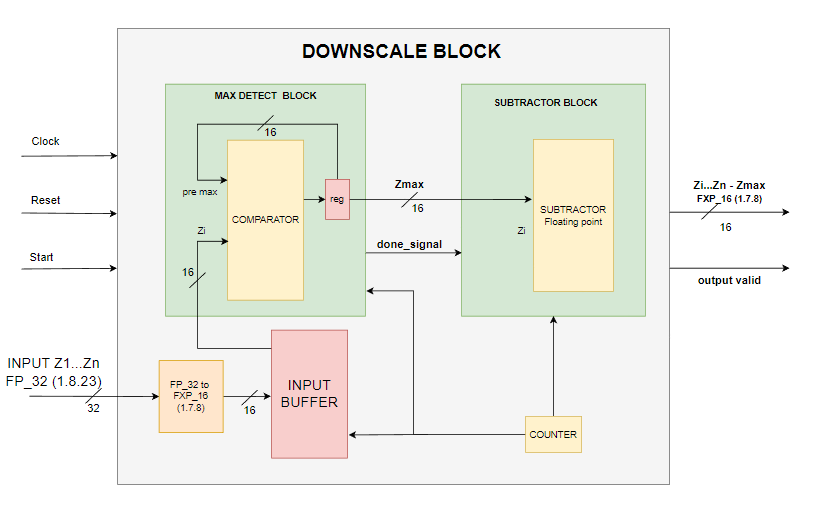 DOWNSCALE BLOCK
MAX DETECT BLOCK
SUBTRACTOR BLOCK
16
Clock
pre max
COMPARATOR
reg
Zmax
16
SUBTRACTOR
Floating point
Zi
Zi...Zn - Zmax
FXP_16 (1.7.8)
16
Reset
Zi
done_signal
Start
16
output valid
INPUT Z1...Zn
FP_32 (1.8.23)
32
FP_32 to
FXP_16
(1.7.8)
16
INPUT
BUFFER
COUNTER